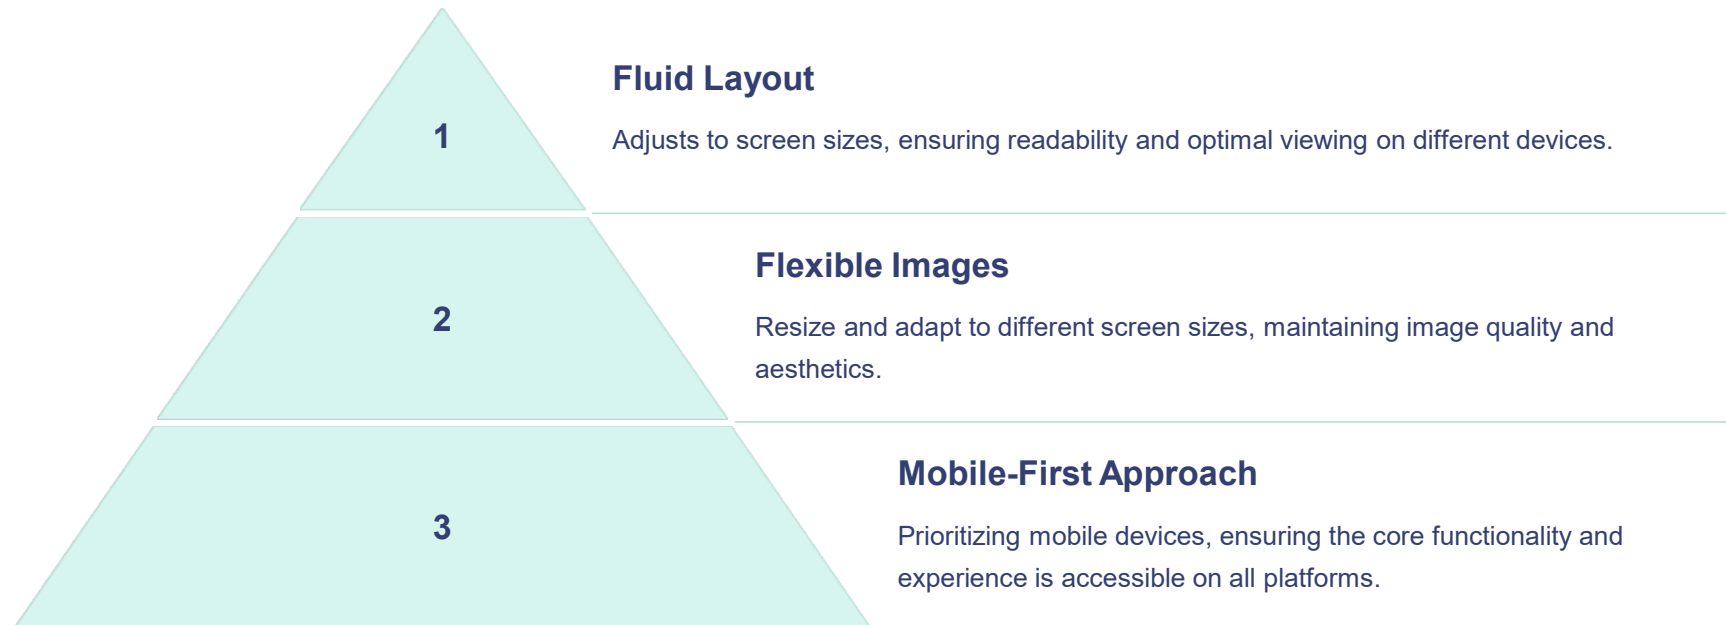 1
Fluid Layout
Adjusts to screen sizes, ensuring readability and optimal viewing on different devices.
2
Flexible Images
Resize and adapt to different screen sizes, maintaining image quality and
aesthetics.
3
Mobile-First Approach
Prioritizing mobile devices, ensuring the core functionality and
experience is accessible on all platforms.